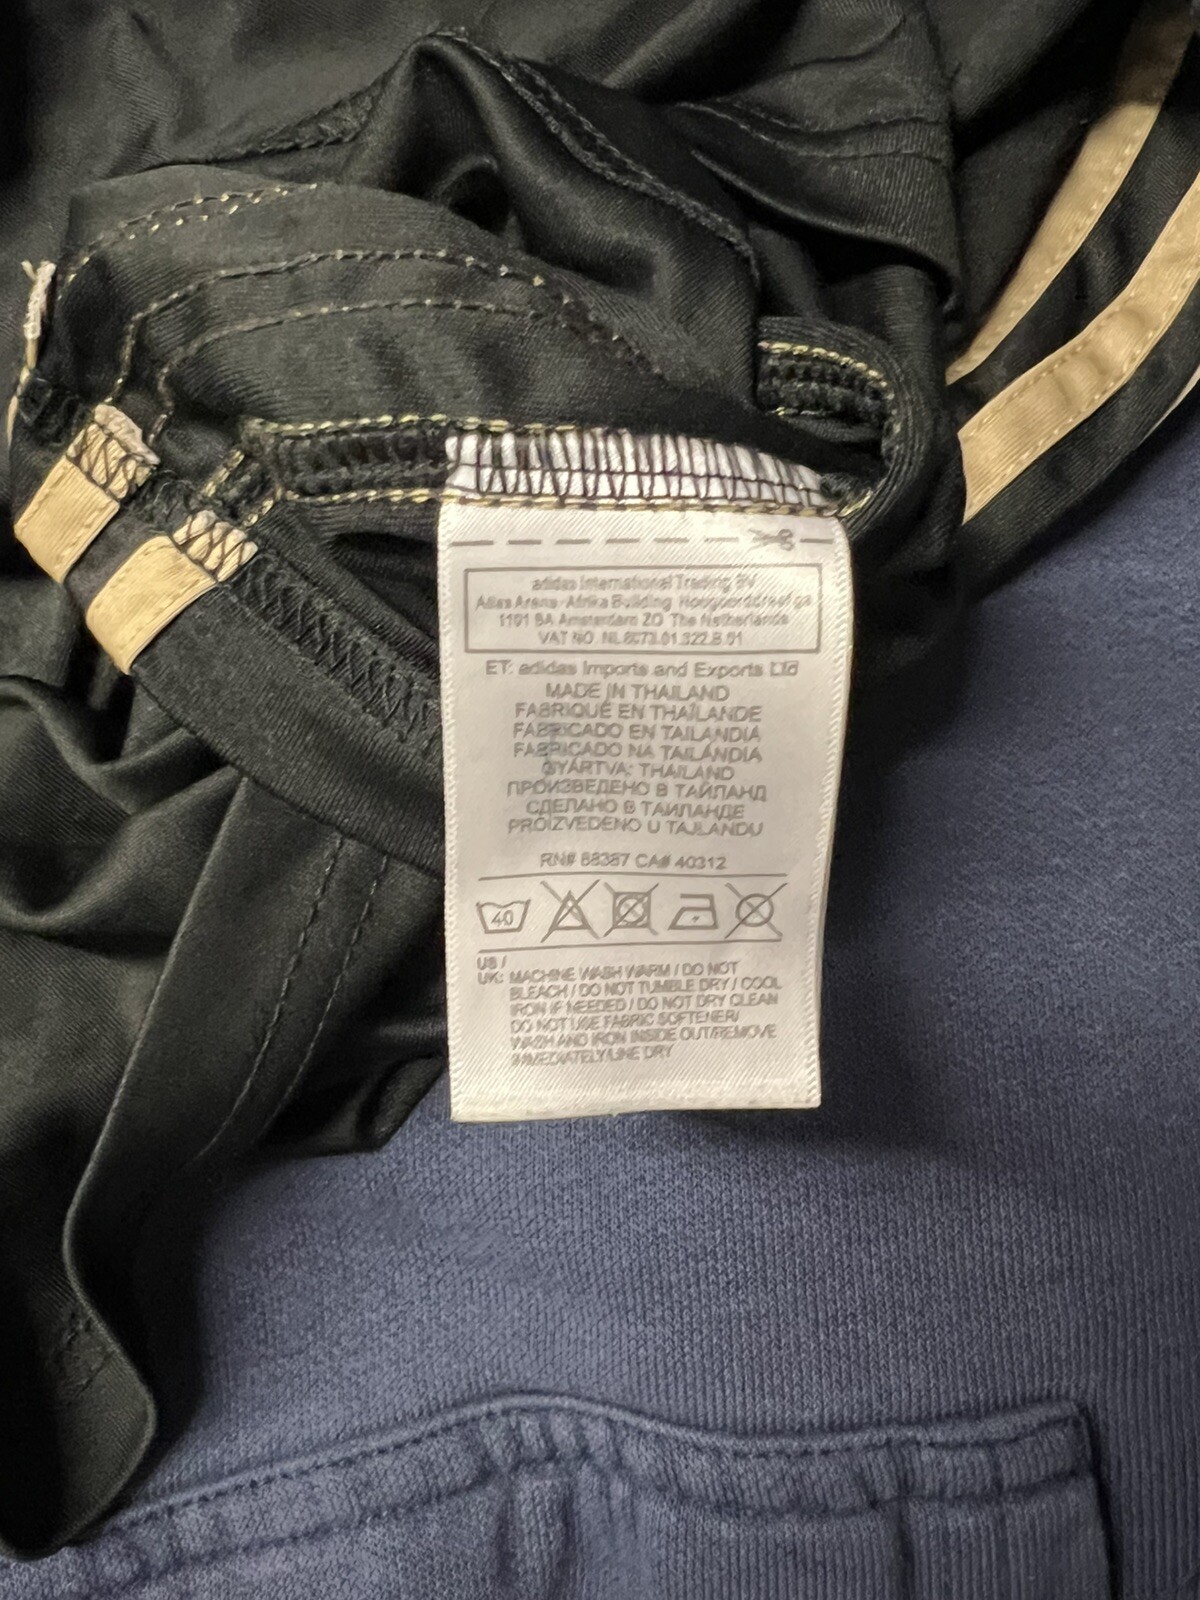 adidas International Trading BV
Atlas Arena-Afrika Building Hoogoorddreef 9a
1101 BA Amsterdam ZO The Netherlands
VAT NO. NL 8073.01.322.B.01
ET: adidas Imports and Exports Ltd
MADE IN THAILAND
FABRIQUÉ EN THAÏLANDE
FABRICADO EN TAILANDIA
FABRICADO NA TAILÂNDIA
GYÁRTVA: THAILAND
ПРОИЗВЕДЕНО В ТАЙЛАНД
СДЕЛАНО В ТАИЛАНДЕ
PROIZVEDENO U TAJLANDU
RN# 88387 CA# 40312
40
US /
UK: MACHINE WASH WARM / DO NOT
BLEACH / DO NOT TUMBLE DRY / COOL
IRON IF NEEDED / DO NOT DRY CLEAN
DO NOT USE FABRIC SOFTENER/
WASH AND IRON INSIDE OUT/REMOVE
IMMEDIATELY/LINE DRY